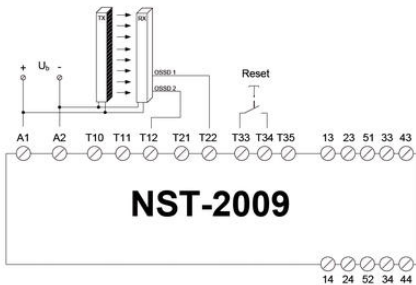 TX RX
+ U_b -
OSSD 1
OSSD 2
Reset
A1 A2 T10 T11 T12 T21 T22 T33 T34 T35 13 23 51 33 43
NST-2009
14 24 52 34 44